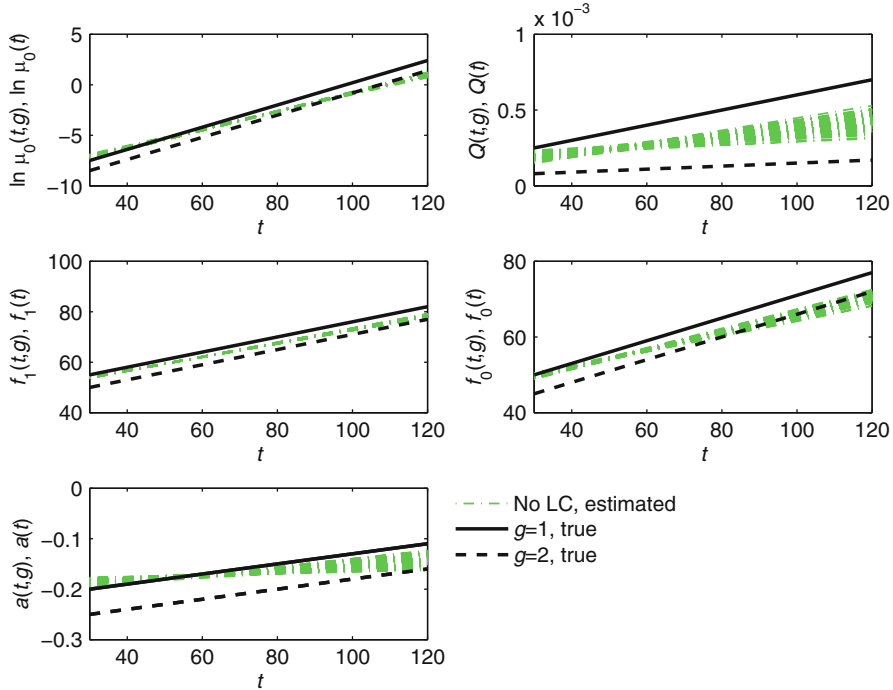 ln μ0(t,g), ln μ0(t)
5
0
−5
−10
40 60 80 100 120
t
x 10−3
Q(t,g), Q(t)
1
0.5
0
40 60 80 100 120
t
f1(t,g), f1(t)
100
80
60
40
40 60 80 100 120
t
f0(t,g), f0(t)
80
60
40
40 60 80 100 120
t
a(t,g), a(t)
0
−0.1
−0.2
−0.3
40 60 80 100 120
t
No LC, estimated
g=1, true
g=2, true